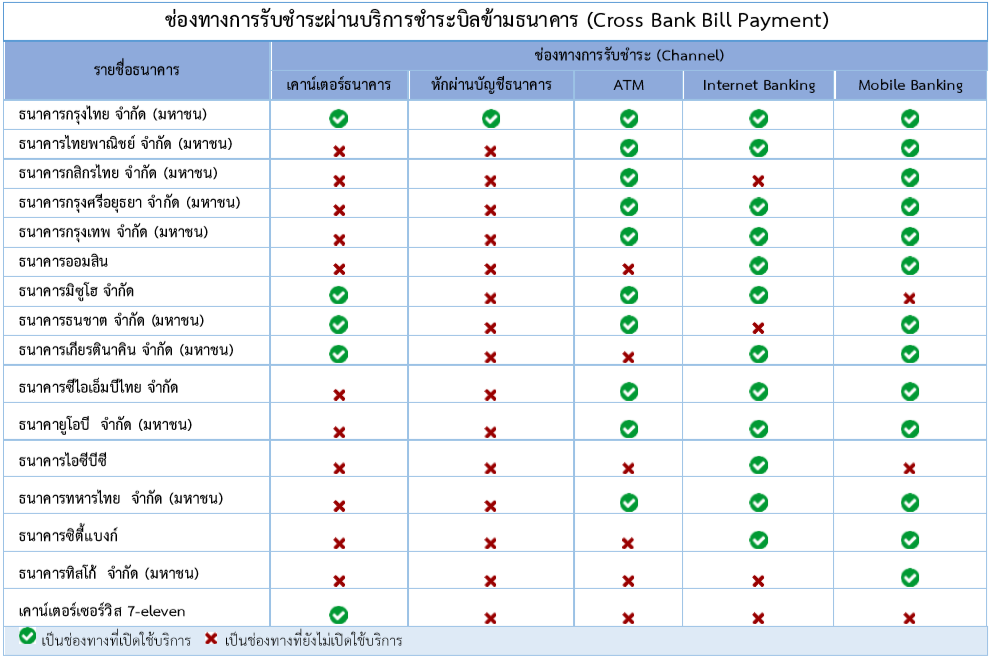 ช่องทางการรับชำระผ่านบริการชำระบิลข้ามธนาคาร (Cross Bank Bill Payment)
รายชื่อธนาคาร
ช่องทางการรับชำระ (Channel)
เคาน์เตอร์ธนาคาร หักผ่านบัญชีธนาคาร ATM Internet Banking Mobile Banking
ธนาคารกรุงไทย จำกัด (มหาชน)
ธนาคารไทยพาณิชย์ จำกัด (มหาชน)
ธนาคารกสิกรไทย จำกัด (มหาชน)
ธนาคารกรุงศรีอยุธยา จำกัด (มหาชน)
ธนาคารกรุงเทพ จำกัด (มหาชน)
ธนาคารออมสิน
ธนาคารมิซูโฮ จำกัด
ธนาคารธนชาต จำกัด (มหาชน)
ธนาคารเกียรตินาคิน จำกัด (มหาชน)
ธนาคารซีไอเอ็มบีไทย จำกัด
ธนาคายูโอบี จำกัด (มหาชน)
ธนาคารไอซีบีซี
ธนาคารทหารไทย จำกัด (มหาชน)
ธนาคารซิตี้แบงก์
ธนาคารทิสโก้ จำกัด (มหาชน)
เคาน์เตอร์เซอร์วิส 7-eleven
เป็นช่องทางที่เปิดใช้บริการ เป็นช่องทางที่ยังไม่เปิดใช้บริการ